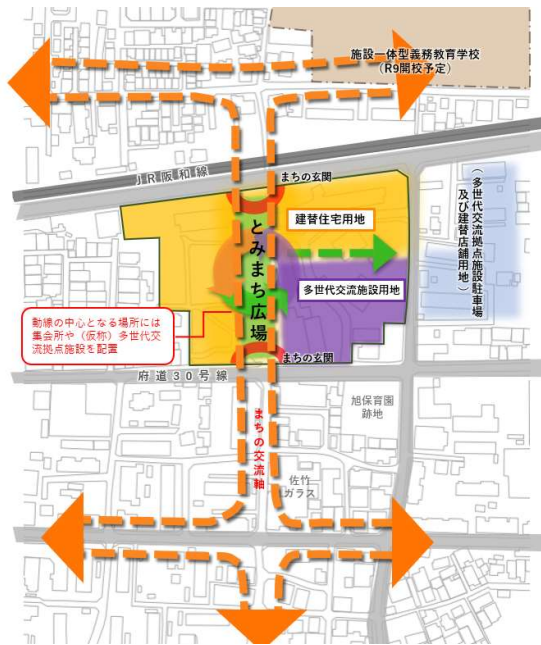 施設一体型義務教育学校
（R9開校予定）
JR阪和線
まちの玄関
建替住宅用地
とみまち広場
多世代交流施設用地
（多世代交流拠点施設駐車場
及び建替店舗用地）
動線の中心となる場所には
集会所や（仮称）多世代交
流拠点施設を配置
まちの玄関
府道30号線
旭保育園
跡地
まちの交流軸
佐竹
ガラス